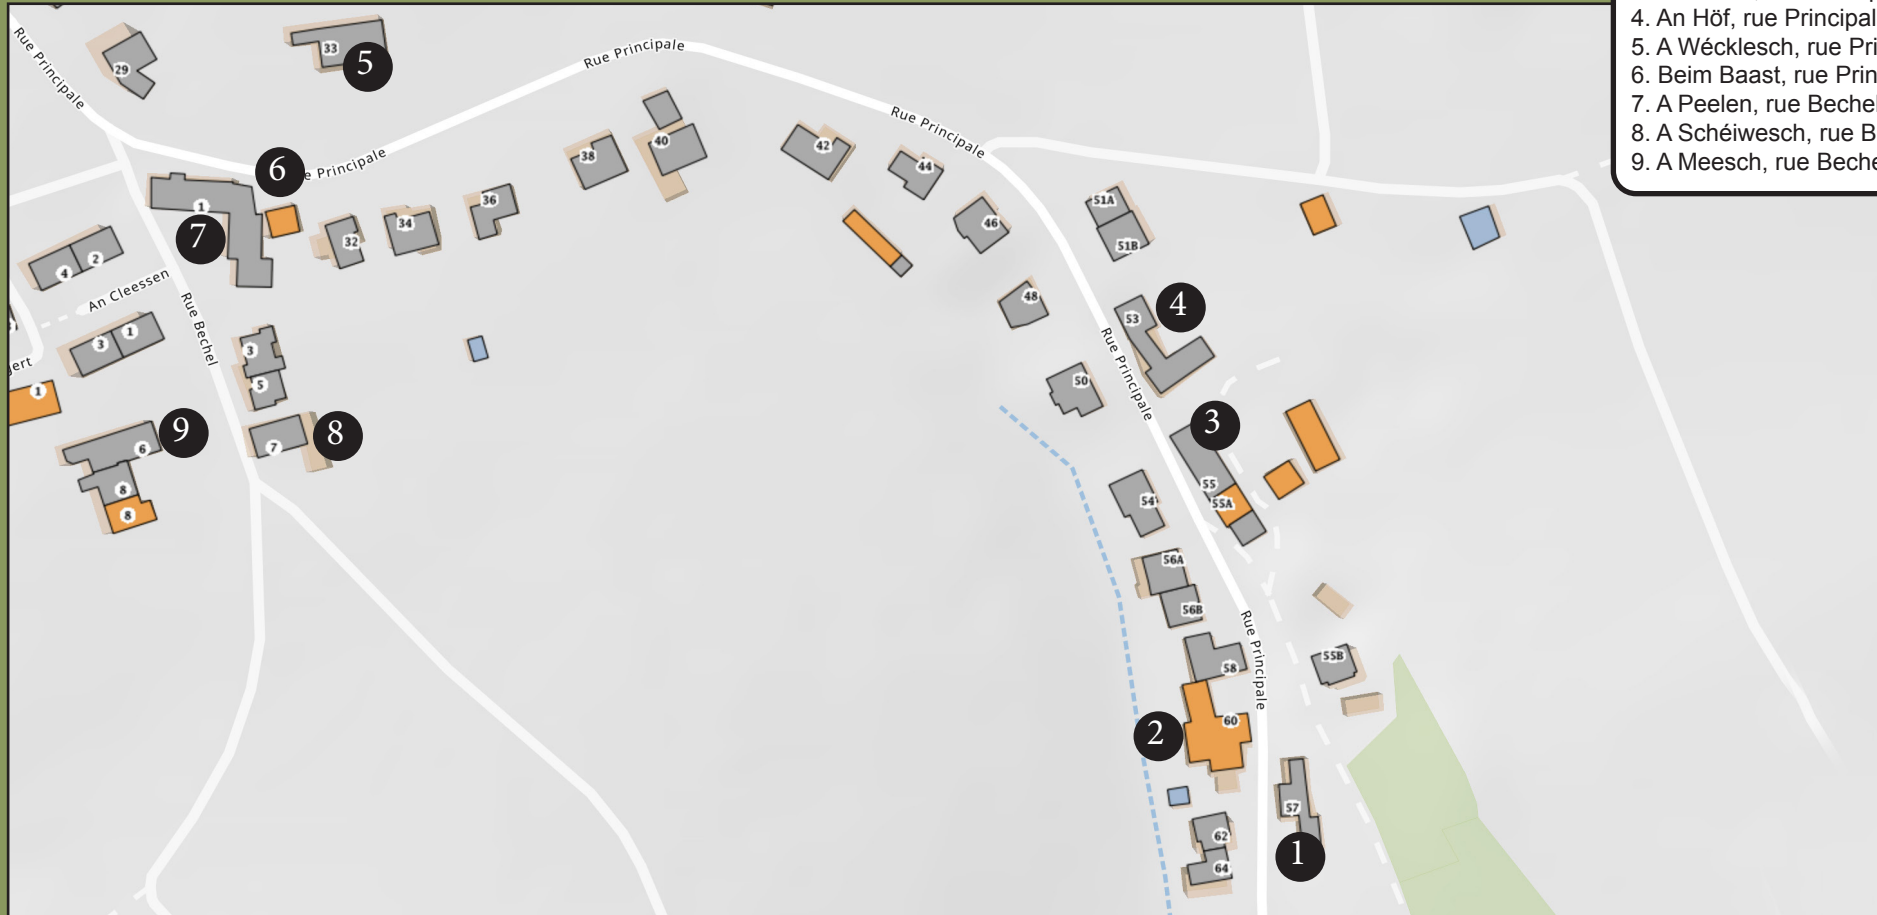 4. An Höf, rue Principal
5. A Wécklesch, rue Pri
6. Beim Baast, rue Prin
7. A Peelen, rue Bechel
8. A Schéiwesch, rue B
9. A Meesch, rue Beche
Rue Principale
29
33
5
Rue Principale
6
e Principale
38
40
42
Rue Principale
44
1
7
32
34
36
46
51A
51B
4
2
An Cleessen
Rue Bechel
48
53
4
3
1
3
5
Rue Principale
50
jert
1
9
6
7
8
3
8
8
55
55A
54
56A
56B
Rue Principale
58
55B
2
60
57
62
64
1